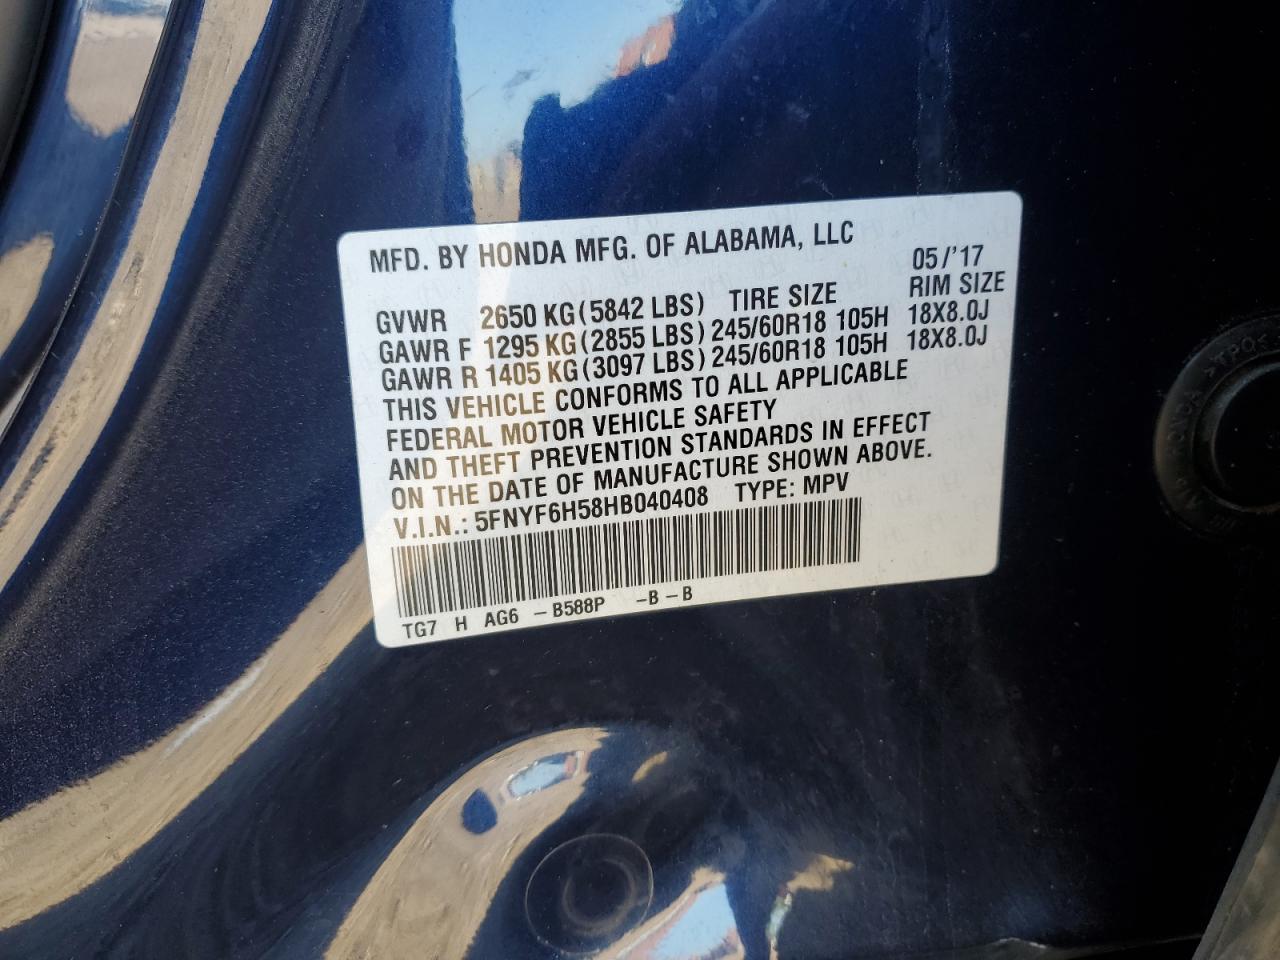 MFD. BY HONDA MFG. OF ALABAMA, LLC 05/'17
GVWR 2650 KG (5842 LBS) TIRE SIZE RIM SIZE
GAWR F 1295 KG (2855 LBS) 245/60R18 105H 18X8.0J
GAWR R 1405 KG (3097 LBS) 245/60R18 105H 18X8.0J
THIS VEHICLE CONFORMS TO ALL APPLICABLE
FEDERAL MOTOR VEHICLE SAFETY
AND THEFT PREVENTION STANDARDS IN EFFECT
ON THE DATE OF MANUFACTURE SHOWN ABOVE.
V.I.N.: 5FNYF6H58HB040408 TYPE: MPV
TG7 H AG6 - B588P - B - B
HONDA